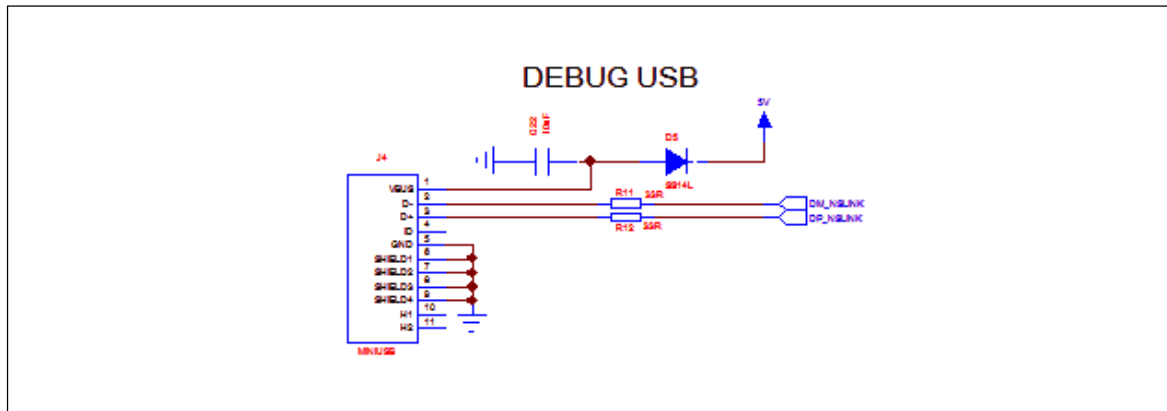 DEBUG USB
5V
C22
10uF
D5
SS14L
J4
VBUS 1
D- 2
D+ 3
ID 4
GND 5
SHIELD1 6
SHIELD2 7
SHIELD3 8
SHIELD4 9
H1 10
H2 11
MINIUSB
R11 33R
R12 33R
DM_NSLINK
DP_NSLINK